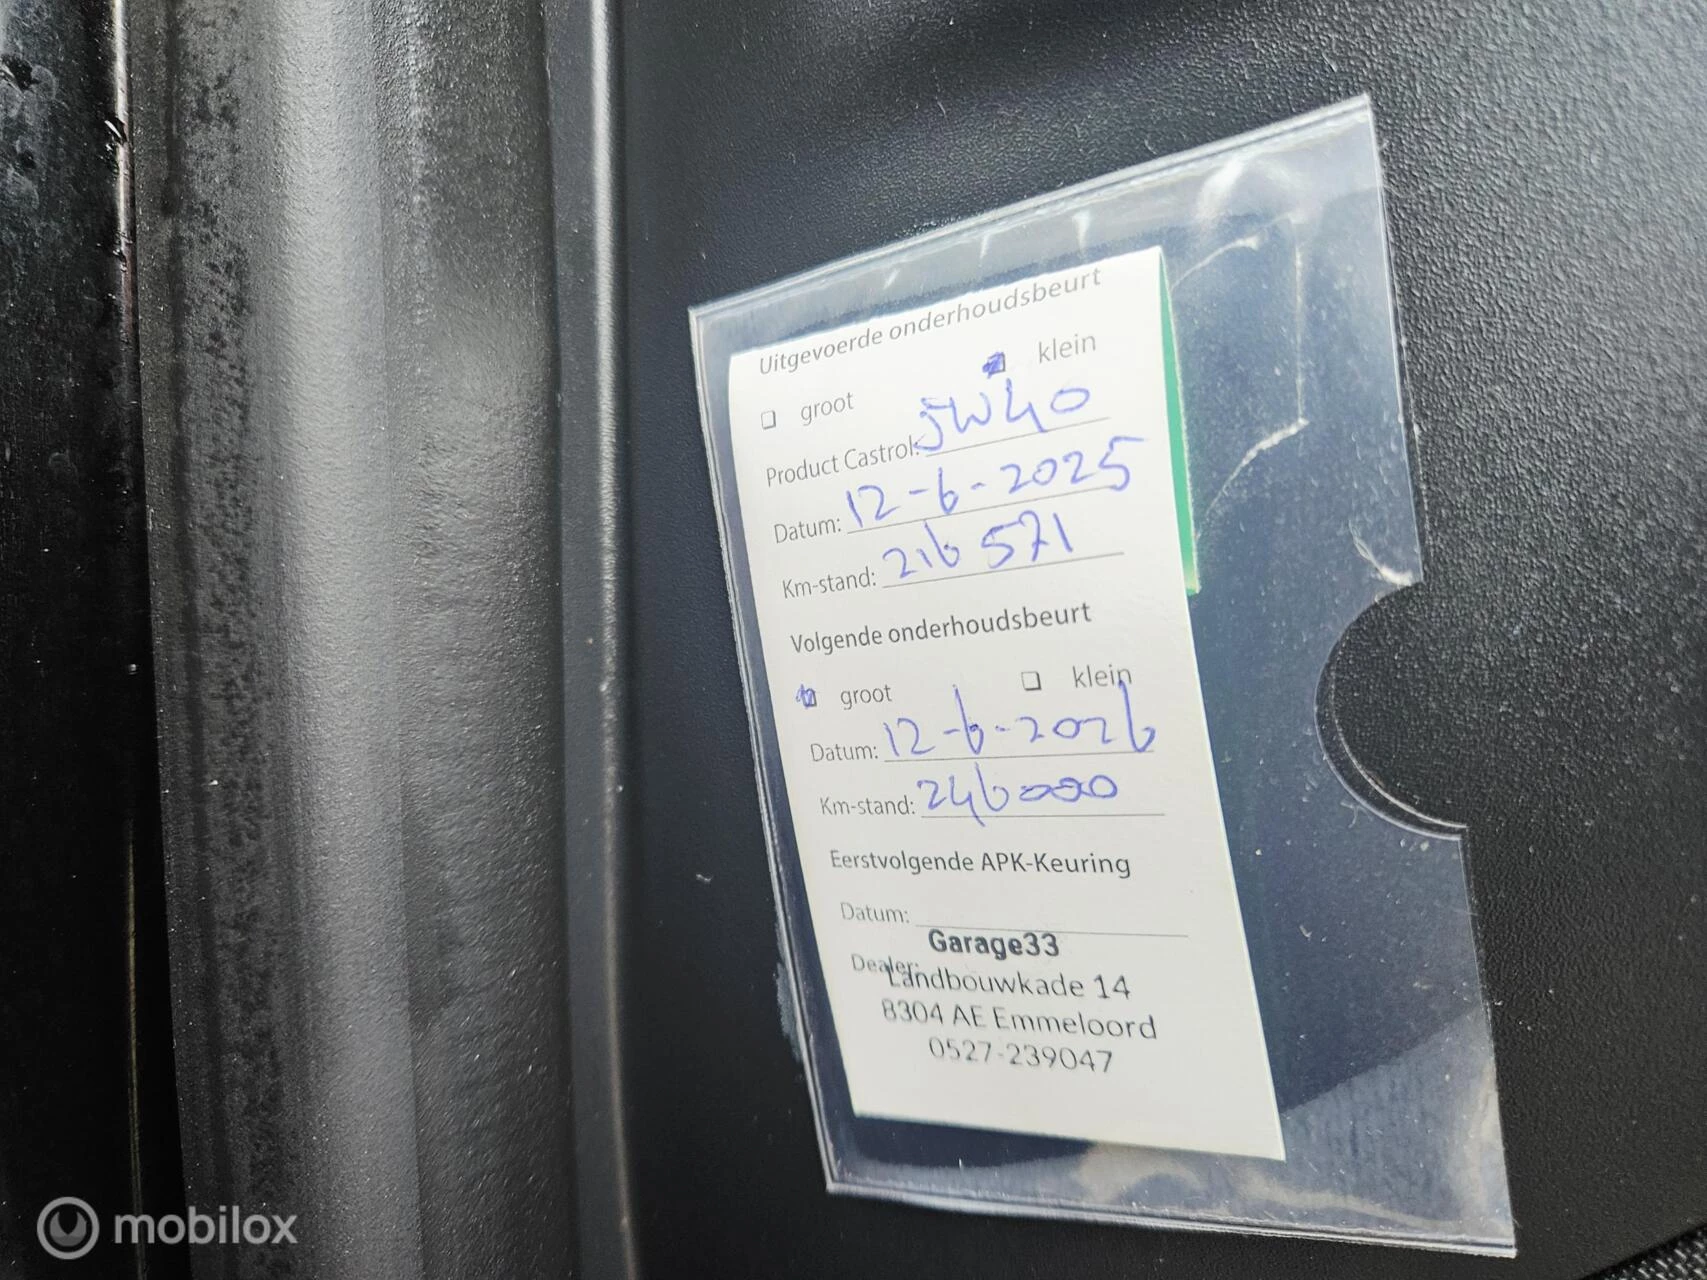 Uitgevoerde onderhoudsbeurt
groot klein
Product Castrol: 5W40
Datum: 12-6-2025
Km-stand: 216 571
Volgende onderhoudsbeurt
groot klein
Datum: 12-6-2026
Km-stand: 246000
Eerstvolgende APK-Keuring
Datum:
Garage33
Dealer:
Landbouwkade 14
8304 AE Emmeloord
0527-239047
mobilox